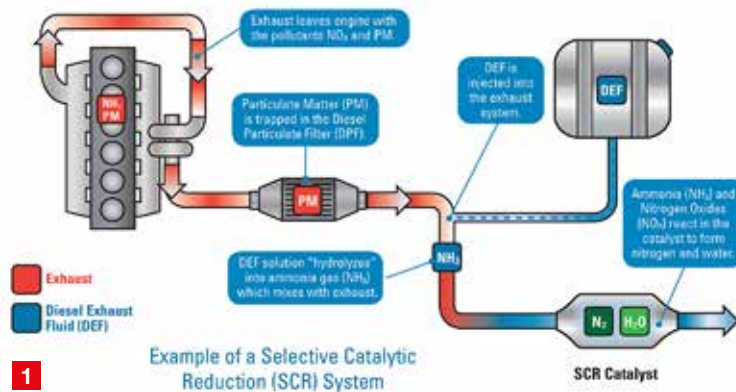 Exhaust leaves engine with
the pollutants NOx and PM.
NHx
PM
Particulate Matter (PM)
is trapped in the Diesel
Particulate Filter (DPF).
PM
DEF is
injected into
the exhaust
system.
DEF
DEF solution "hydrolyzes"
into ammonia gas (NH₃)
which mixes with exhaust.
NH₃
Ammonia (NH₃) and
Nitrogen Oxides
(NOx) react in the
catalyst to form
nitrogen and water.
N₂
H₂O
SCR Catalyst
Exhaust
Diesel Exhaust
Fluid (DEF)
1
Example of a Selective Catalytic
Reduction (SCR) System